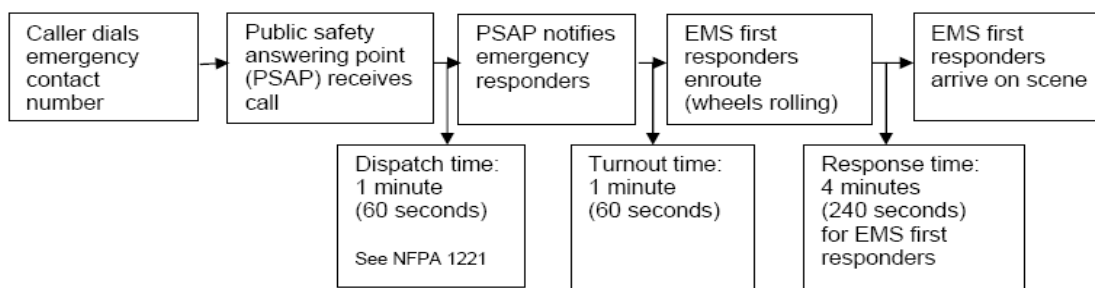 Caller dials
emergency
contact
number
Public safety
answering point
(PSAP) receives
call
PSAP notifies
emergency
responders
EMS first
responders
enroute
(wheels rolling)
EMS first
responders
arrive on scene
Dispatch time:
1 minute
(60 seconds)
See NFPA 1221
Turnout time:
1 minute
(60 seconds)
Response time:
4 minutes
(240 seconds)
for EMS first
responders